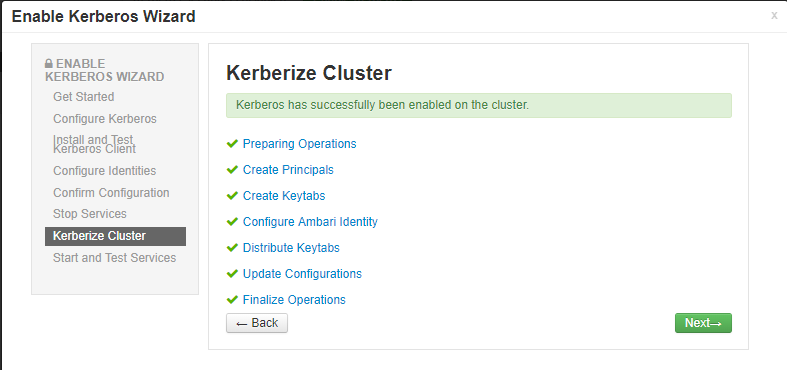 Enable Kerberos Wizard
x
ENABLE
KERBEROS WIZARD
Get Started
Configure Kerberos
Install and Test
Kerberos Client
Configure Identities
Confirm Configuration
Stop Services
Kerberize Cluster
Start and Test Services
Kerberize Cluster
Kerberos has successfully been enabled on the cluster.
Preparing Operations
Create Principals
Create Keytabs
Configure Ambari Identity
Distribute Keytabs
Update Configurations
Finalize Operations
← Back
Next→